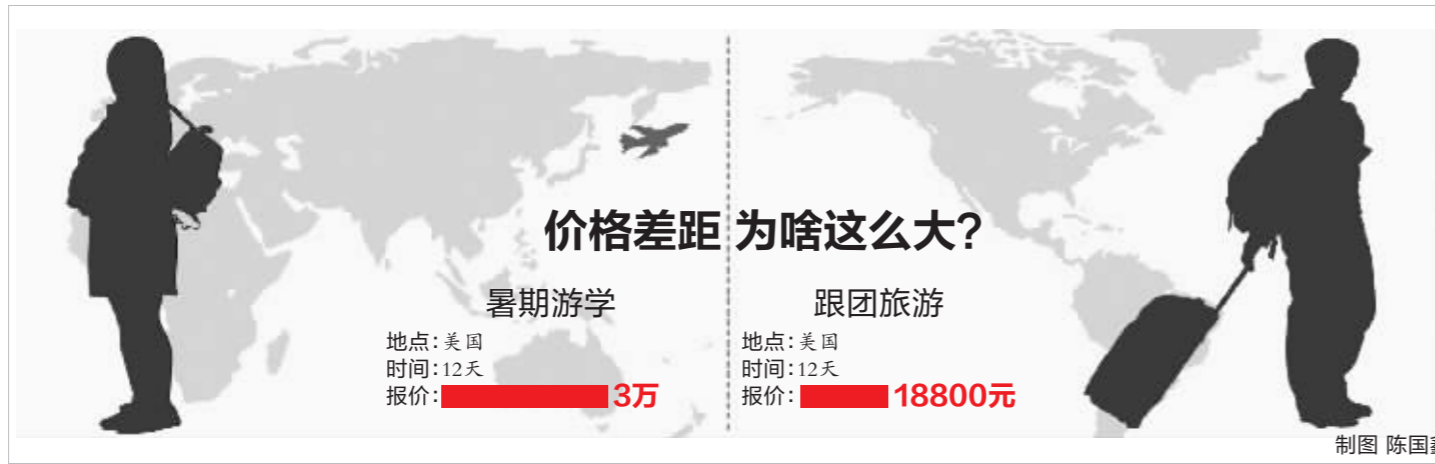 价格差距 为啥这么大?
暑期游学
地点:美国
时间:12天
报价: 3万
跟团旅游
地点:美国
时间:12天
报价: 18800元
制图 陈国